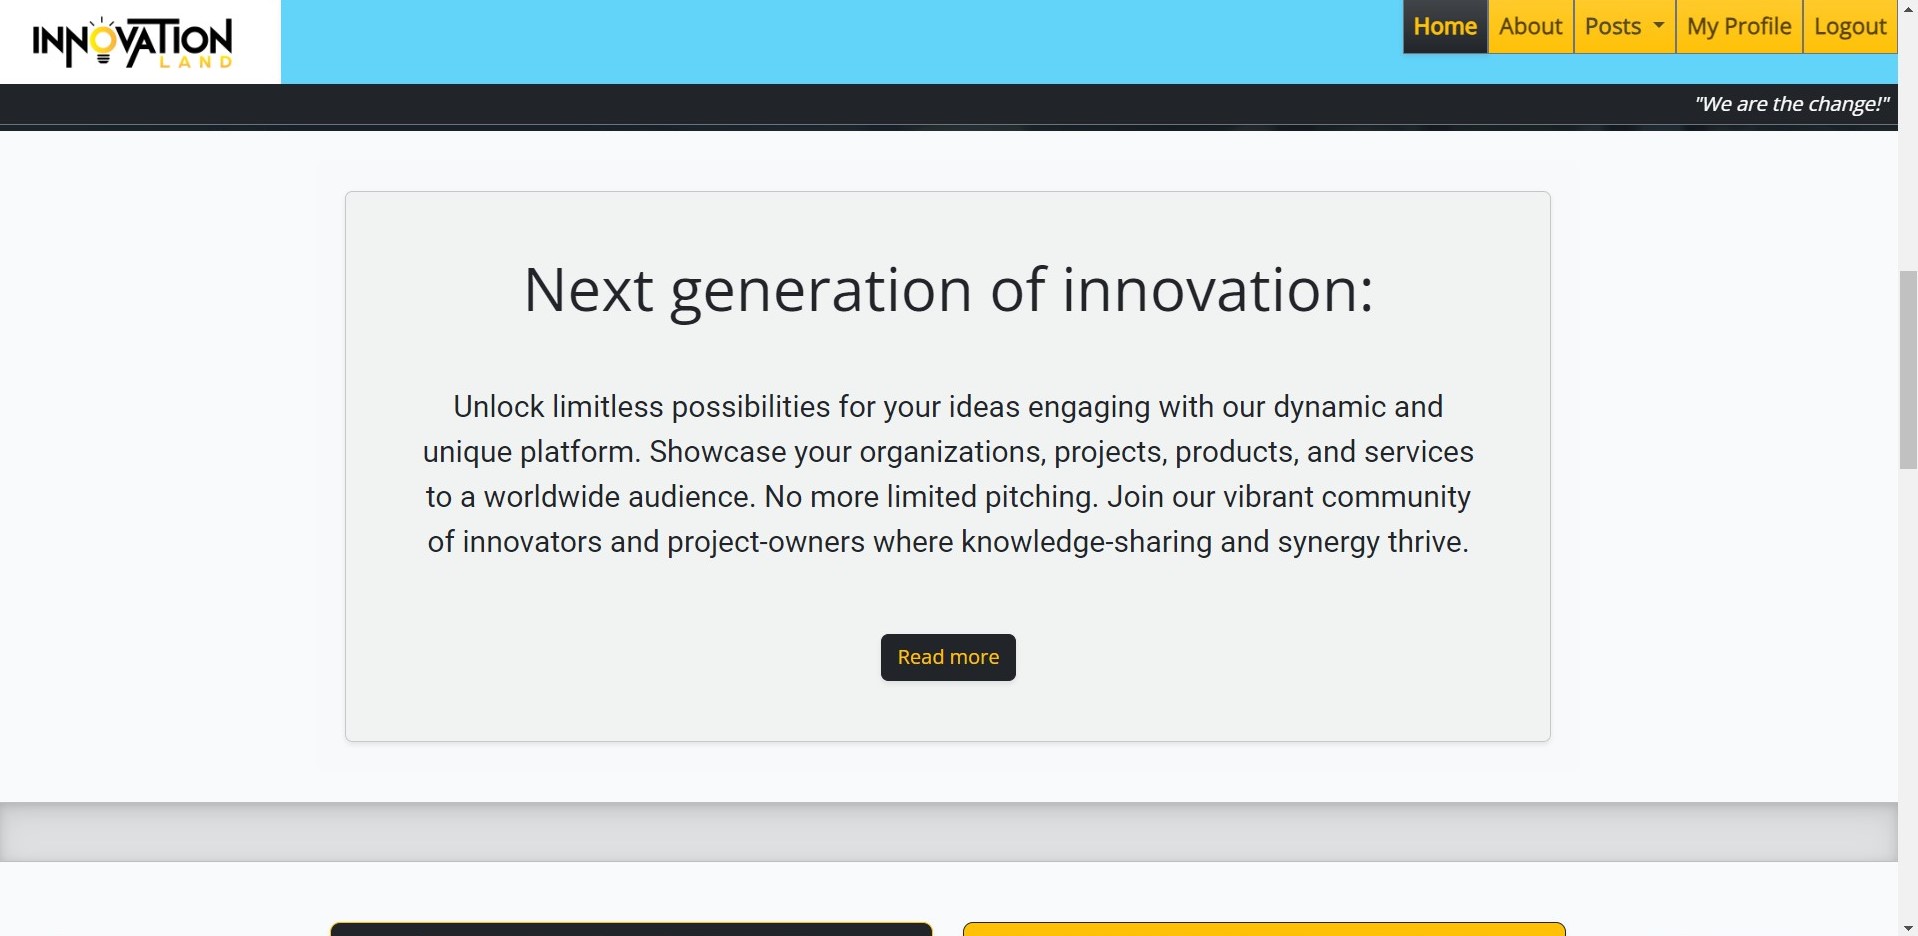 INNOVATION
LAND
Home About Posts My Profile Logout
"We are the change!"
Next generation of innovation:
Unlock limitless possibilities for your ideas engaging with our dynamic and
unique platform. Showcase your organizations, projects, products, and services
to a worldwide audience. No more limited pitching. Join our vibrant community
of innovators and project-owners where knowledge-sharing and synergy thrive.
Read more